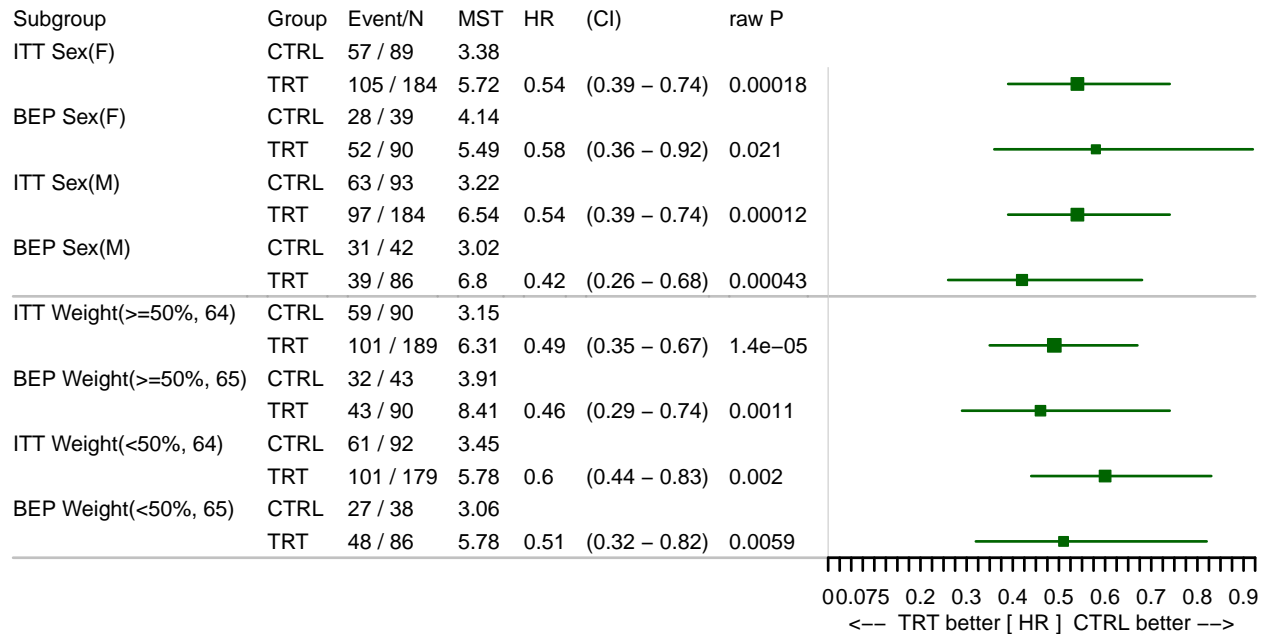 Subgroup Group Event/N MST HR (CI) raw P
ITT Sex(F) CTRL 57 / 89 3.38
TRT 105 / 184 5.72 0.54 (0.39 − 0.74) 0.00018
BEP Sex(F) CTRL 28 / 39 4.14
TRT 52 / 90 5.49 0.58 (0.36 − 0.92) 0.021
ITT Sex(M) CTRL 63 / 93 3.22
TRT 97 / 184 6.54 0.54 (0.39 − 0.74) 0.00012
BEP Sex(M) CTRL 31 / 42 3.02
TRT 39 / 86 6.8 0.42 (0.26 − 0.68) 0.00043
ITT Weight(>=50%, 64) CTRL 59 / 90 3.15
TRT 101 / 189 6.31 0.49 (0.35 − 0.67) 1.4e−05
BEP Weight(>=50%, 65) CTRL 32 / 43 3.91
TRT 43 / 90 8.41 0.46 (0.29 − 0.74) 0.0011
ITT Weight(<50%, 64) CTRL 61 / 92 3.45
TRT 101 / 179 5.78 0.6 (0.44 − 0.83) 0.002
BEP Weight(<50%, 65) CTRL 27 / 38 3.06
TRT 48 / 86 5.78 0.51 (0.32 − 0.82) 0.0059
0 0.075 0.2 0.3 0.4 0.5 0.6 0.7 0.8 0.9
<−− TRT better [ HR ] CTRL better −−>